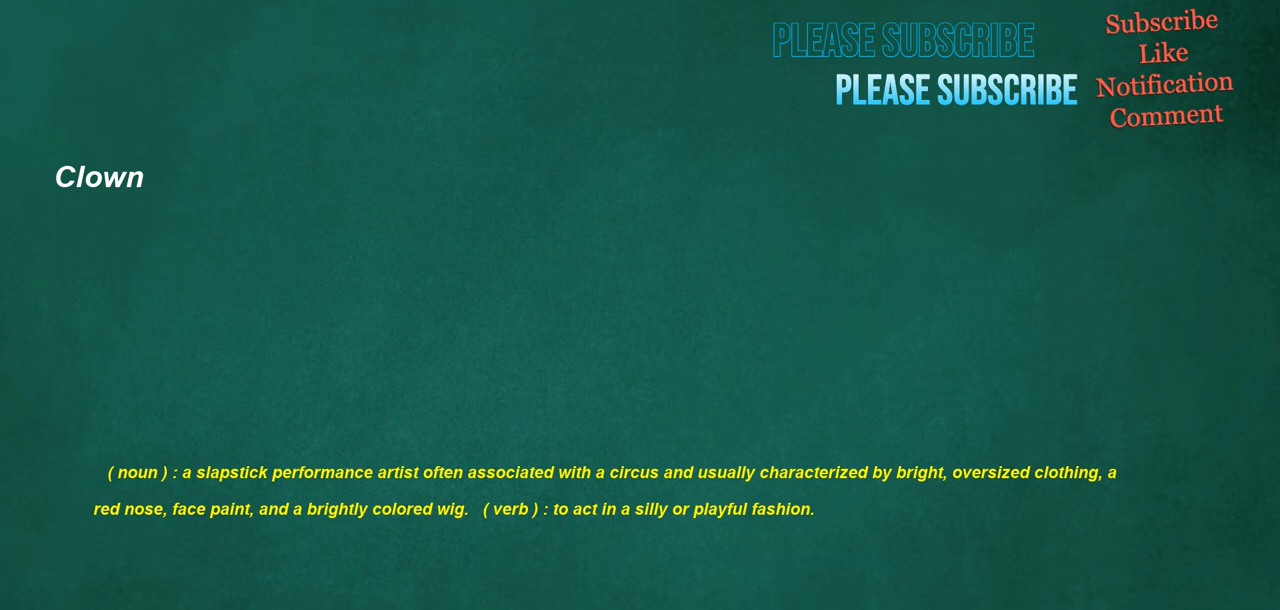 PLEASE SUBSCRIBE
PLEASE SUBSCRIBE
Subscribe
Like
Notification
Comment
Clown
( noun ) : a slapstick performance artist often associated with a circus and usually characterized by bright, oversized clothing, a
red nose, face paint, and a brightly colored wig. ( verb ) : to act in a silly or playful fashion.